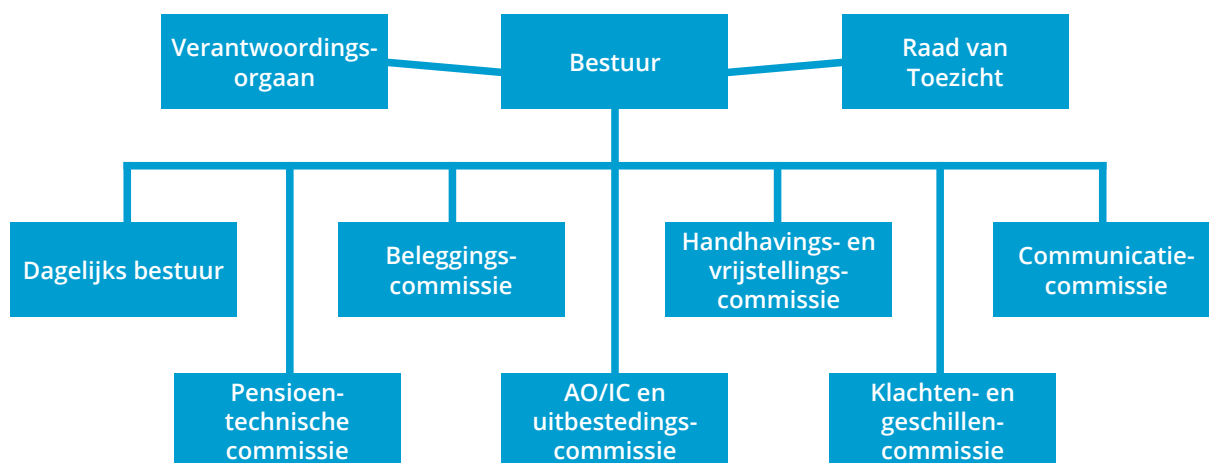 Verantwoordings-
orgaan
Bestuur
Raad van
Toezicht
Dagelijks bestuur
Beleggings-
commissie
Handhavings- en
vrijstellings-
commissie
Communicatie-
commissie
Pensioen-
technische
commissie
AO/IC en
uitbestedings-
commissie
Klachten- en
geschillen-
commissie